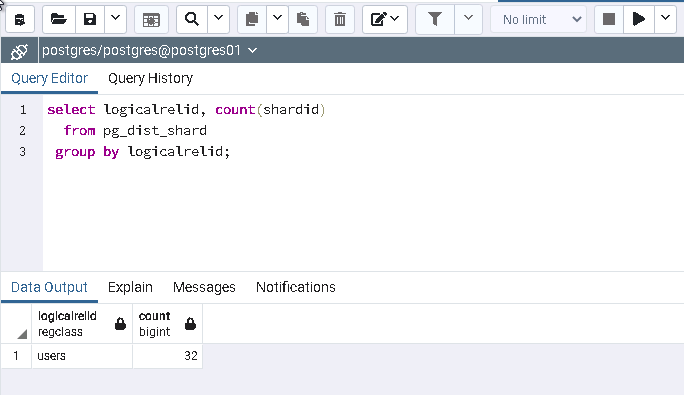 No limit
postgres/postgres@postgres01
Query Editor Query History
1 select logicalrelid, count(shardid)
2 from pg_dist_shard
3 group by logicalrelid;
Data Output Explain Messages Notifications
logicalrelid count
regclass bigint
1 users 32